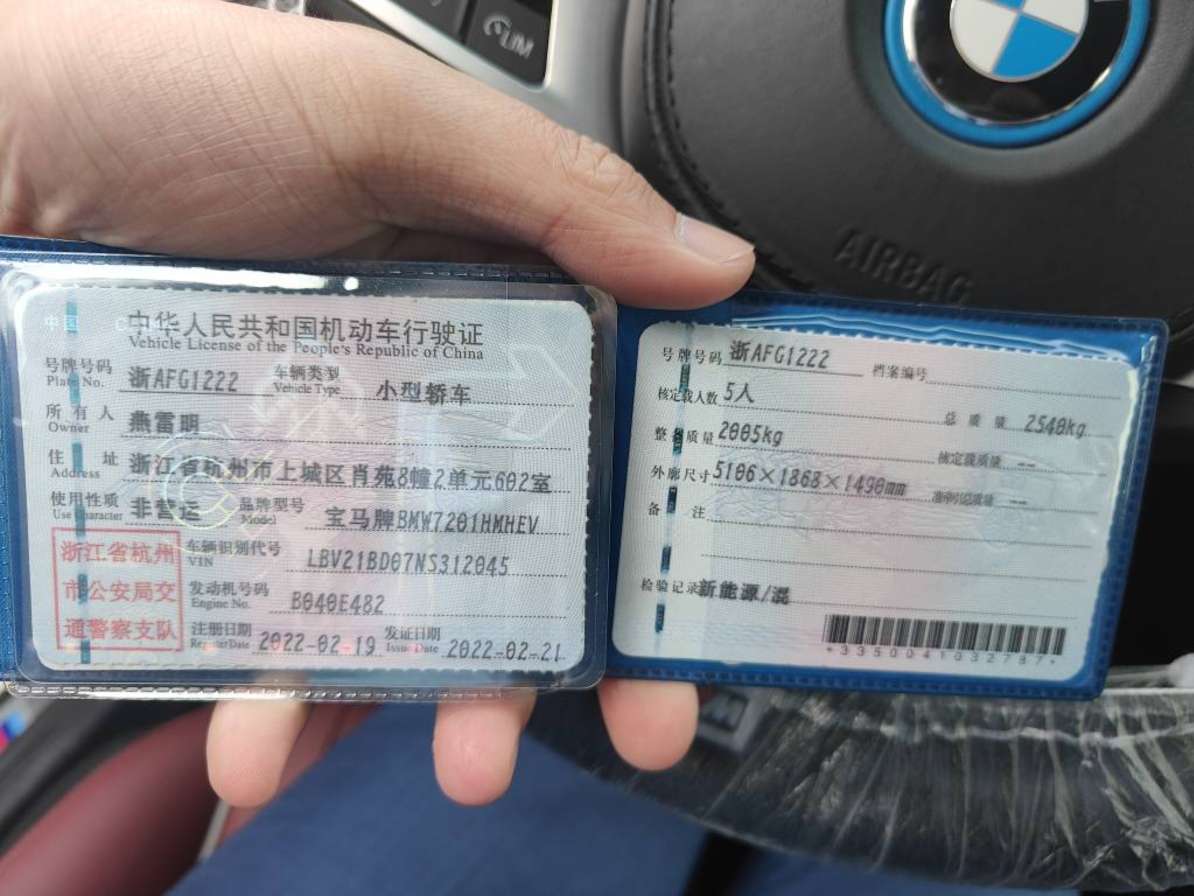 LIM
AIRBAG
中国
中华人民共和国机动车行驶证
Vehicle License of the People's Republic of China
号牌号码 浙AFG1222 车辆类型 小型轿车
Plate No. Vehicle Type
所有人 燕雷明
Owner
住址 浙江省杭州市上城区肖苑8幢2单元602室
Address
使用性质 非营运 品牌型号 宝马牌BMW7201HMHEV
Use Character Model
浙江省杭州
市公安局交
通警察支队
车辆识别代号 LBV21BD07NS312045
VIN
发动机号码 B040E482
Engine No.
注册日期 2022-02-19 发证日期 2022-02-21
Register Date Issue Date
号牌号码 浙AFG1222 档案编号
核定载人数 5人 总质量 2540kg
整备质量 2005kg 核定载质量 --
外廓尺寸 5106×1868×1490mm 准牵引总质量 --
备注
检验记录 新能源/混
*3350041032787*